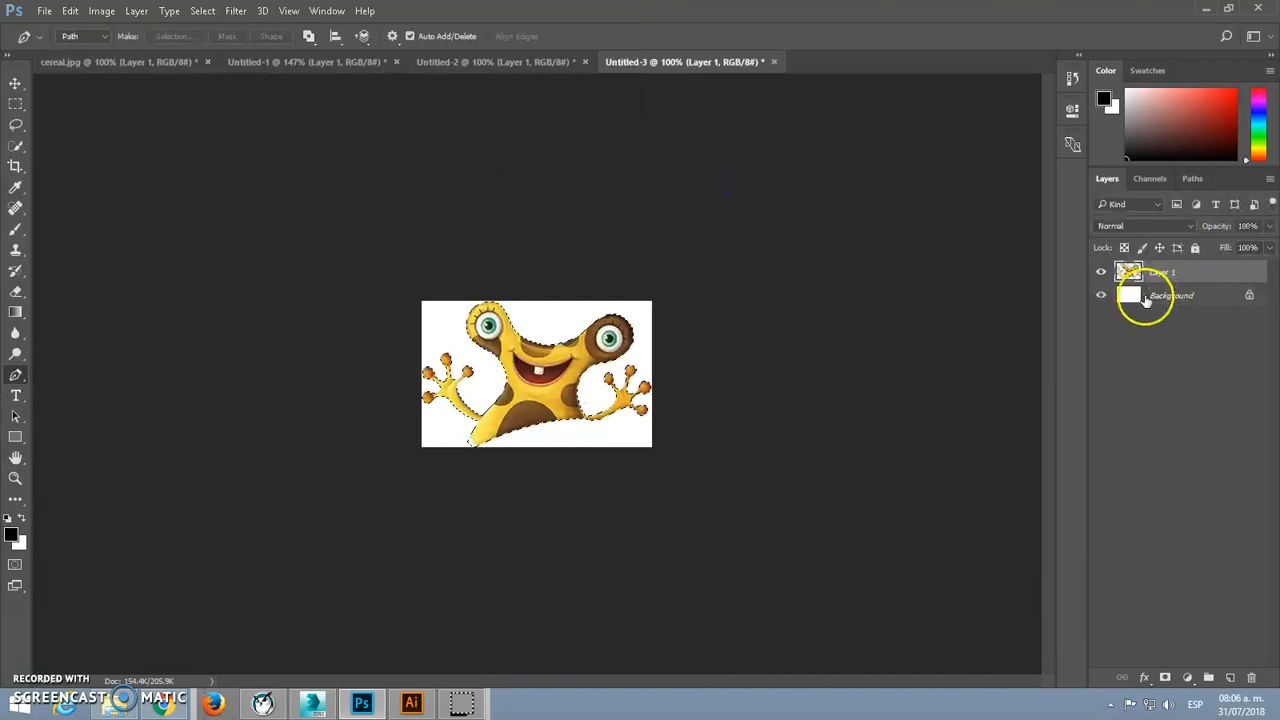 Ps File Edit Image Layer Type Select Filter 3D View Window Help
Path Make: Selection... Mask Shape Auto Add/Delete Align Edges
cereal.jpg @ 100% (Layer 1, RGB/8#) * × Untitled-1 @ 147% (Layer 1, RGB/8#) * × Untitled-2 @ 100% (Layer 1, RGB/8#) * × Untitled-3 @ 100% (Layer 1, RGB/8#) * ×
Color Swatches
Layers Channels Paths
Kind
Normal Opacity: 100%
Lock: Fill: 100%
Layer 1
Background
Doc: 154.4K/205.9K
RECORDED WITH
SCREENCAST MATIC
Ps Ai ESP 08:06 a. m.
31/07/2018